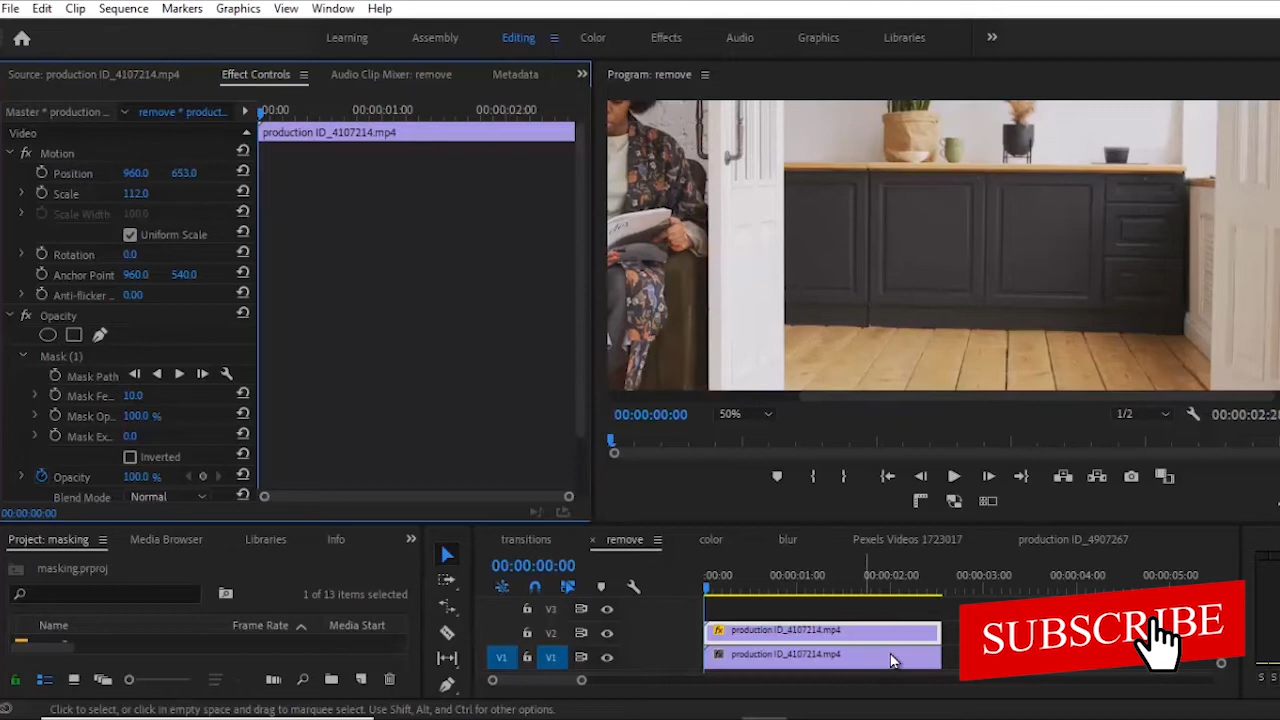 File Edit Clip Sequence Markers Graphics View Window Help
Learning Assembly Editing Color Effects Audio Graphics Libraries
Source: production ID_4107214.mp4 Effect Controls Audio Clip Mixer: remove Metadata
Program: remove
Master * production ... remove * product... :00:00 00:00:01:00 00:00:02:00
Video production ID_4107214.mp4
fx Motion
Position 960.0 653.0
Scale 112.0
Scale Width 100.0
Uniform Scale
Rotation 0.0
Anchor Point 960.0 540.0
Anti-flicker ... 0.00
fx Opacity
Mask (1)
Mask Path
Mask Fe... 10.0
Mask Op... 100.0 %
Mask Ex... 0.0
Inverted
Opacity 100.0 %
Blend Mode Normal
00:00:00:00
00:00:00:00 50% 1/2 00:00:02:2
Project: masking Media Browser Libraries Info
masking.prproj
1 of 13 items selected
Name Frame Rate Media Start
transitions × remove color blur Pexels Videos 1723017 production ID_4907267
00:00:00:00 :00:00 00:00:01:00 00:00:02:00 00:00:03:00 00:00:04:00 00:00:05:00
V3
V2 fx production ID_4107214.mp4
V1 V1 fx production ID_4107214.mp4
SUBSCRIBE
S S
Click to select, or click in empty space and drag to marquee select. Use Shift, Alt, and Ctrl for other options.